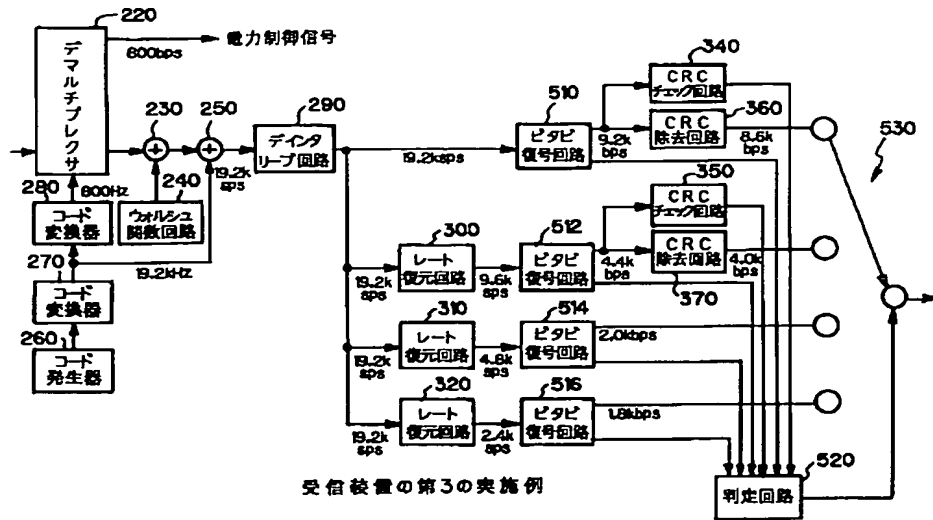 220
デマルチプレクサ
800bps
電力制御信号
230
250
290
デインタ
リーブ回路
19.2k
sps
280
800Hz
240
コード
変換器
ウォルシュ
関数回路
270
19.2kHz
コード
変換器
260
コード
発生器
19.2ksps
510
ビタビ
復号回路
9.2k
bps
340
CRC
チェック回路
360
CRC
除去回路
8.6k
bps
530
350
CRC
チェック回路
300
レート
復元回路
19.2k
sps
9.6k
sps
512
ビタビ
復号回路
4.4k
bps
CRC
除去回路
370
4.0k
bps
310
レート
復元回路
19.2k
sps
4.8k
sps
514
ビタビ
復号回路
2.0kbps
320
レート
復元回路
19.2k
sps
2.4k
sps
516
ビタビ
復号回路
1.8kbps
520
判定回路
受信装置の第3の実施例